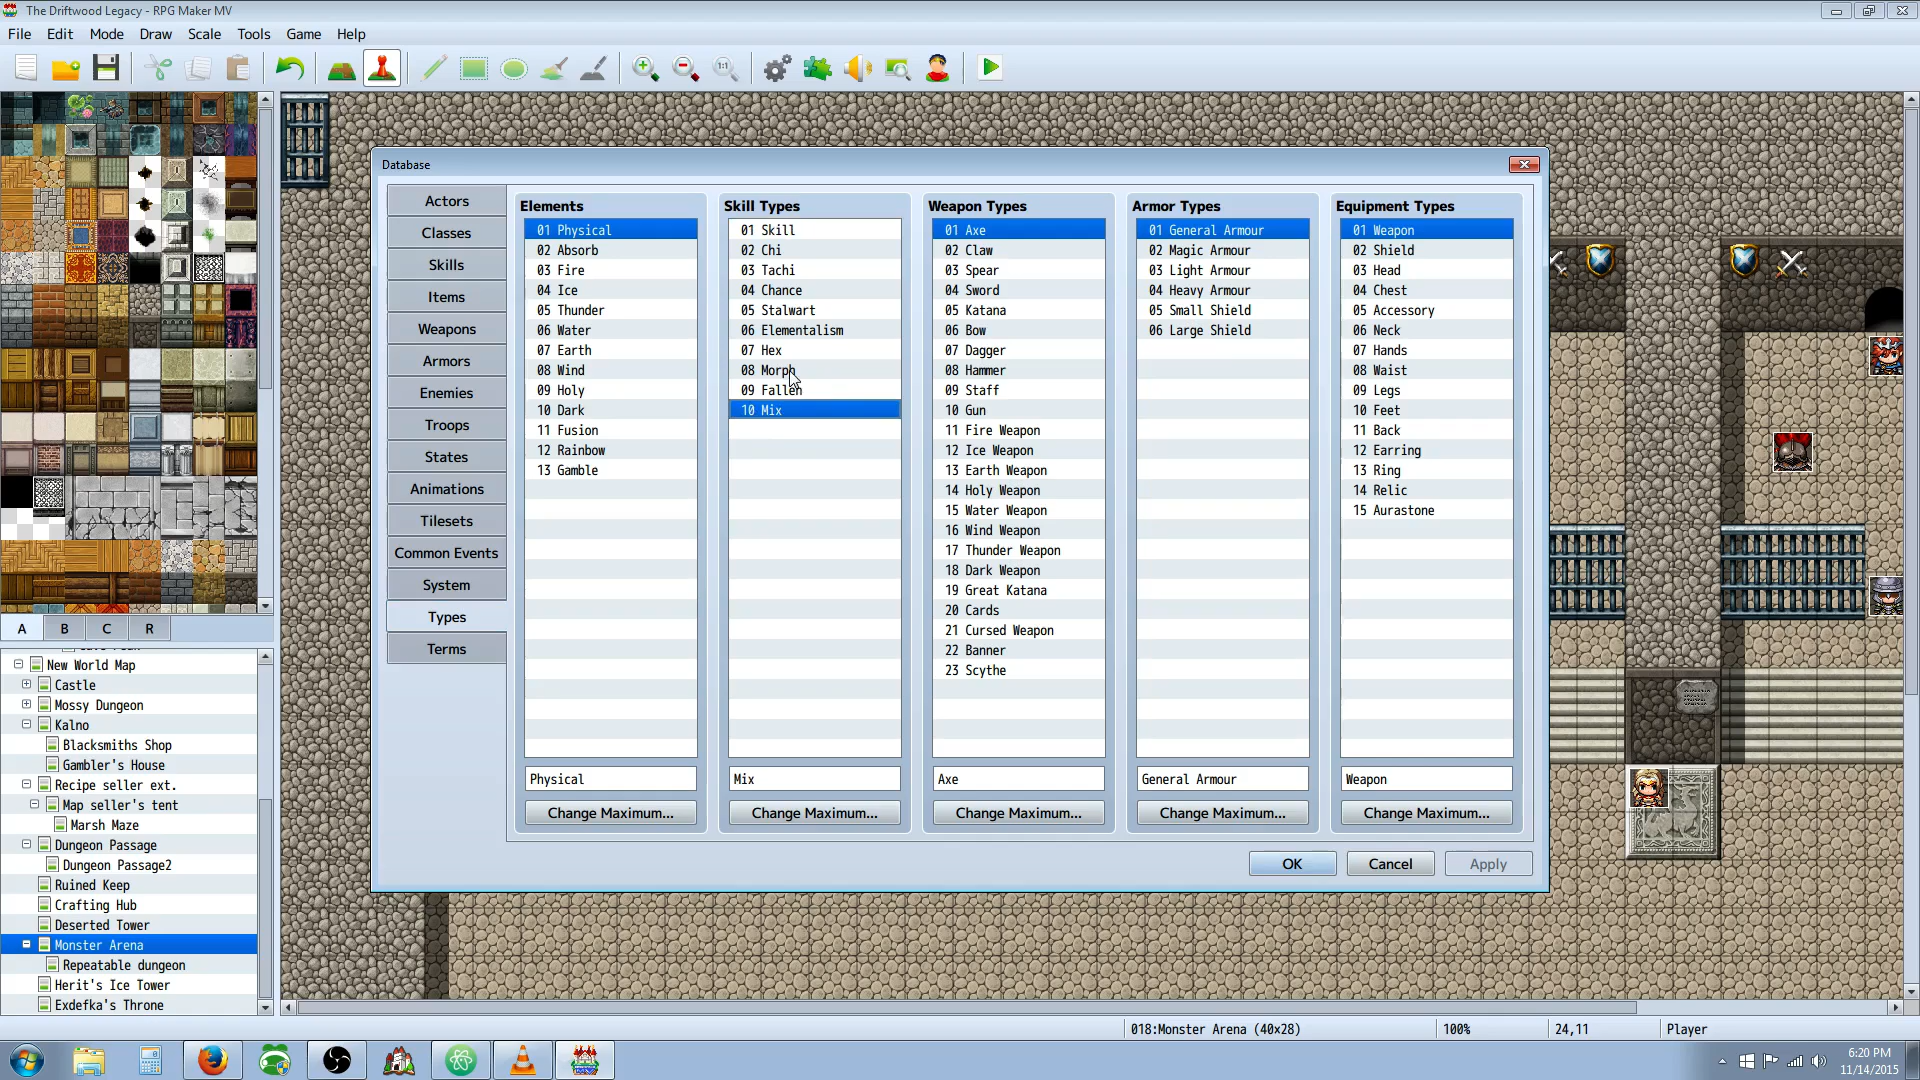 The Driftwood Legacy - RPG Maker MV
File Edit Mode Draw Scale Tools Game Help
1:1
Database
Actors
Classes
Skills
Items
Weapons
Armors
Enemies
Troops
States
Animations
Tilesets
Common Events
System
Types
Terms
Elements
01 Physical
02 Absorb
03 Fire
04 Ice
05 Thunder
06 Water
07 Earth
08 Wind
09 Holy
10 Dark
11 Fusion
12 Rainbow
13 Gamble
Physical
Change Maximum...
Skill Types
01 Skill
02 Chi
03 Tachi
04 Chance
05 Stalwart
06 Elementalism
07 Hex
08 Morph
09 Fallen
10 Mix
Mix
Change Maximum...
Weapon Types
01 Axe
02 Claw
03 Spear
04 Sword
05 Katana
06 Bow
07 Dagger
08 Hammer
09 Staff
10 Gun
11 Fire Weapon
12 Ice Weapon
13 Earth Weapon
14 Holy Weapon
15 Water Weapon
16 Wind Weapon
17 Thunder Weapon
18 Dark Weapon
19 Great Katana
20 Cards
21 Cursed Weapon
22 Banner
23 Scythe
Axe
Change Maximum...
Armor Types
01 General Armour
02 Magic Armour
03 Light Armour
04 Heavy Armour
05 Small Shield
06 Large Shield
General Armour
Change Maximum...
Equipment Types
01 Weapon
02 Shield
03 Head
04 Chest
05 Accessory
06 Neck
07 Hands
08 Waist
09 Legs
10 Feet
11 Back
12 Earring
13 Ring
14 Relic
15 Aurastone
Weapon
Change Maximum...
OK Cancel Apply
A B C R
New World Map
Castle
Mossy Dungeon
Kalno
Blacksmiths Shop
Gambler's House
Recipe seller ext.
Map seller's tent
Marsh Maze
Dungeon Passage
Dungeon Passage2
Ruined Keep
Crafting Hub
Deserted Tower
Monster Arena
Repeatable dungeon
Herit's Ice Tower
Exdefka's Throne
018:Monster Arena (40x28) 100% 24,11 Player
6:20 PM
11/14/2015